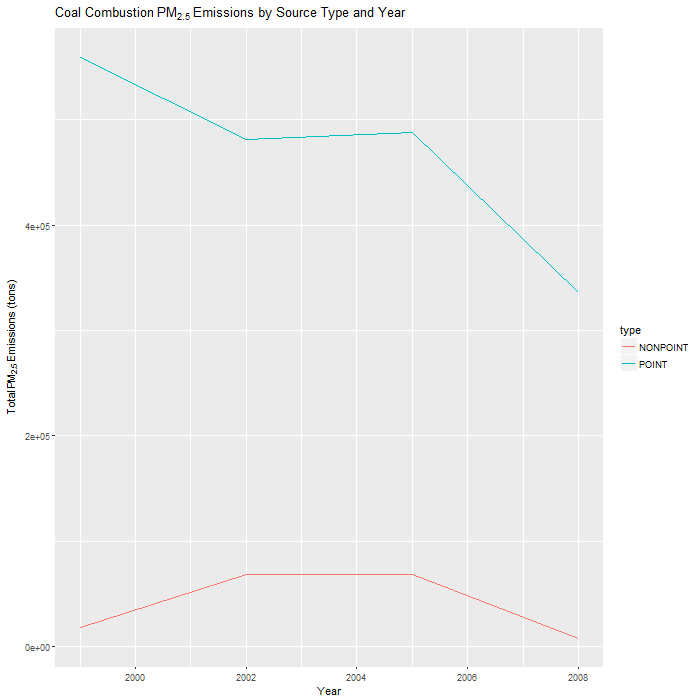 Coal Combustion PM2.5 Emissions by Source Type and Year
Total PM2.5 Emissions (tons)
4e+05
2e+05
0e+00
2000 2002 2004 2006 2008
Year
type
NONPOINT
POINT